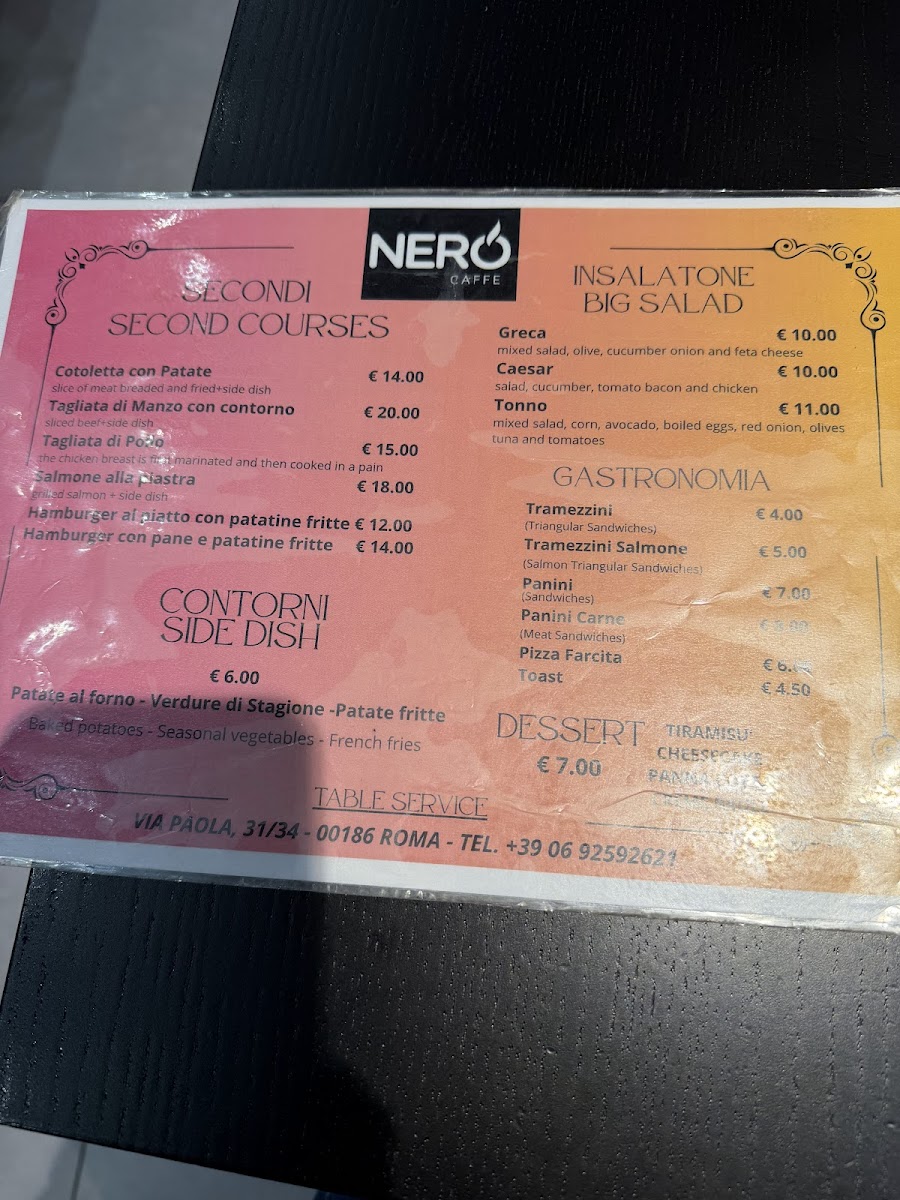 NERO
CAFFE
SECONDI
SECOND COURSES
Cotoletta con Patate € 14.00
slice of meat breaded and fried+side dish
Tagliata di Manzo con contorno € 20.00
sliced beef+side dish
Tagliata di Pollo € 15.00
the chicken breast is first marinated and then cooked in a pain
Salmone alla piastra € 18.00
grilled salmon + side dish
Hamburger al piatto con patatine fritte € 12.00
Hamburger con pane e patatine fritte € 14.00
CONTORNI
SIDE DISH
€ 6.00
Patate al forno - Verdure di Stagione -Patate fritte
Baked potatoes - Seasonal vegetables - French fries
INSALATONE
BIG SALAD
Greca € 10.00
mixed salad, olive, cucumber onion and feta cheese
Caesar € 10.00
salad, cucumber, tomato bacon and chicken
Tonno € 11.00
mixed salad, corn, avocado, boiled eggs, red onion, olives
tuna and tomatoes
GASTRONOMIA
Tramezzini € 4.00
(Triangular Sandwiches)
Tramezzini Salmone € 5.00
(Salmon Triangular Sandwiches)
Panini € 7.00
(Sandwiches)
Panini Carne
(Meat Sandwiches)
Pizza Farcita
Toast € 4.50
DESSERT
€ 7.00
TIRAMISU'
CHEESECAKE
PANNA
TABLE SERVICE
VIA PAOLA, 31/34 - 00186 ROMA - TEL. +39 06 92592621